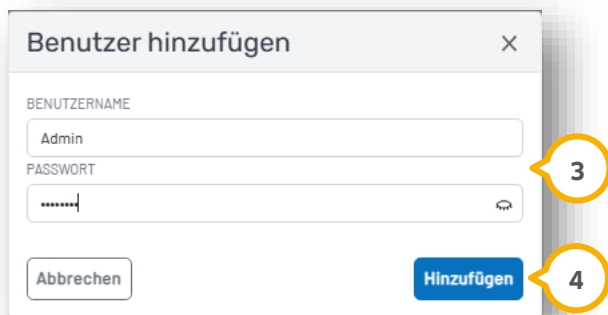 Benutzer hinzufügen
BENUTZERNAME
Admin
PASSWORT
••••••••
3
Abbrechen
Hinzufügen
4